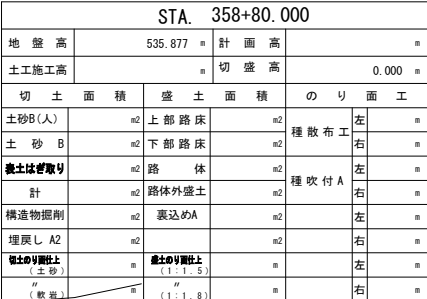 STA. 358+80.000
地盤高 535.877 m 計画高 m
土工施工高 m 切盛高 0.000 m
切土面積 盛土面積 のり面工
土砂B(人) m2 上部路床 m2 種散布工 左 m
土砂B m2 下部路床 m2 右 m
表土はぎ取り m2 路体 m2 種吹付A 左 m
計 m2 路体外盛土 m2 右 m
構造物掘削 m2 裏込めA m2 左 m
埋戻し A2 m2 m2 右 m
切土のり面仕上 (土砂) m 盛土のり面仕上 (1:1.5) m 左 m
〃 (軟岩) m 〃 (1:1.8) m 右 m